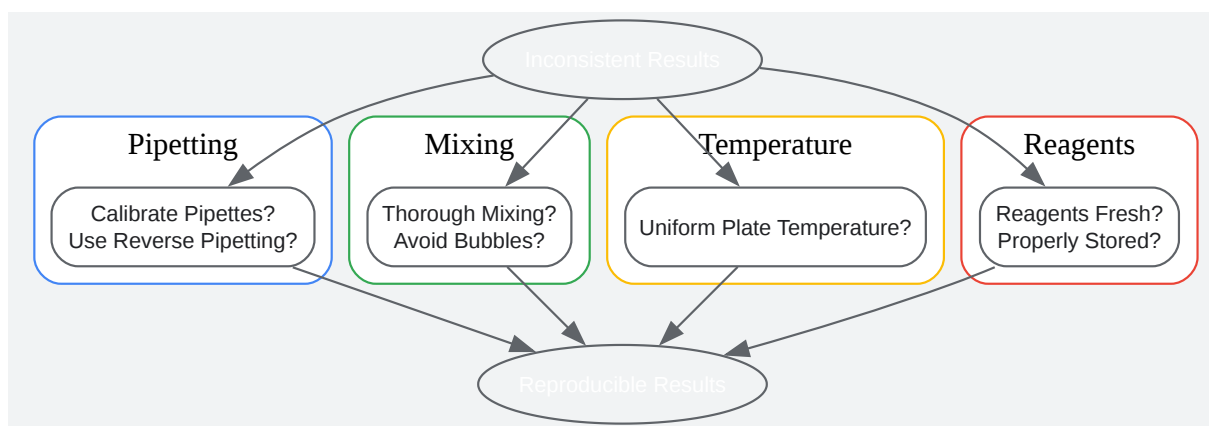 Inconsistent Results
Pipetting
Calibrate Pipettes?
Use Reverse Pipetting?
Mixing
Thorough Mixing?
Avoid Bubbles?
Temperature
Uniform Plate Temperature?
Reagents
Reagents Fresh?
Properly Stored?
Reproducible Results